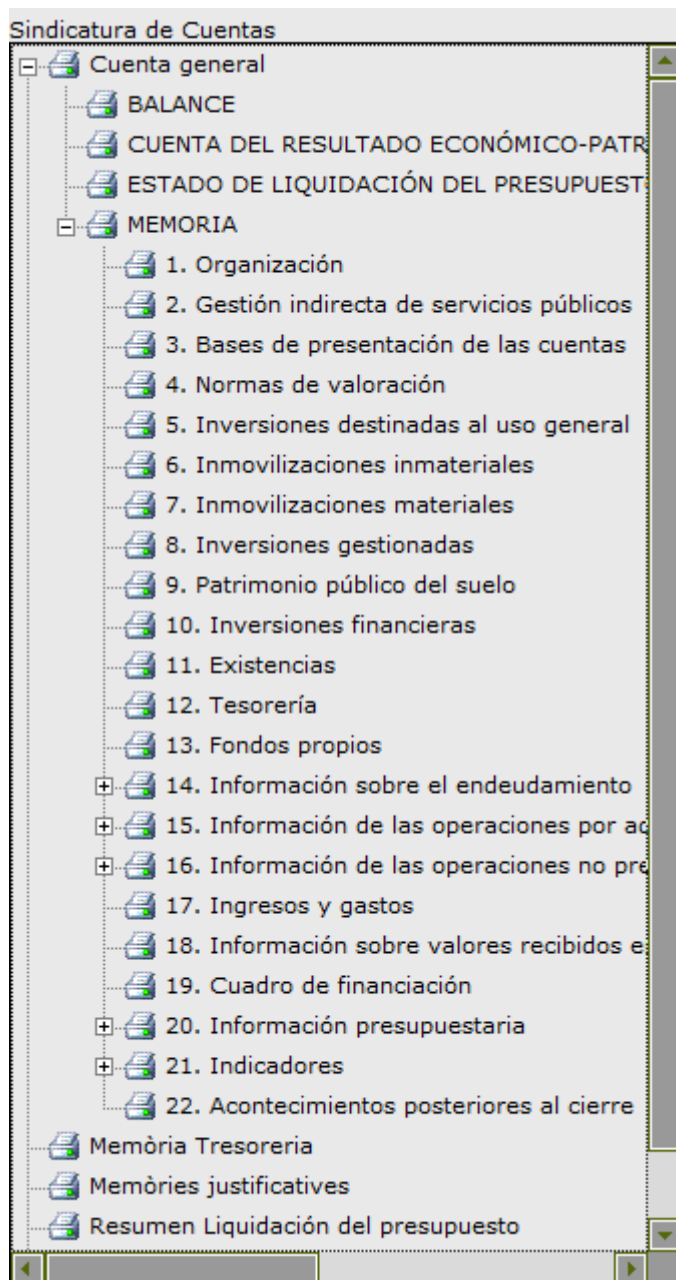 Sindicatura de Cuentas
Cuenta general
BALANCE
CUENTA DEL RESULTADO ECONÓMICO-PATR
ESTADO DE LIQUIDACIÓN DEL PRESUPUEST
MEMORIA
1. Organización
2. Gestión indirecta de servicios públicos
3. Bases de presentación de las cuentas
4. Normas de valoración
5. Inversiones destinadas al uso general
6. Inmovilizaciones inmateriales
7. Inmovilizaciones materiales
8. Inversiones gestionadas
9. Patrimonio público del suelo
10. Inversiones financieras
11. Existencias
12. Tesorería
13. Fondos propios
14. Información sobre el endeudamiento
15. Información de las operaciones por ad
16. Información de las operaciones no pre
17. Ingresos y gastos
18. Información sobre valores recibidos e
19. Cuadro de financiación
20. Información presupuestaria
21. Indicadores
22. Acontecimientos posteriores al cierre
Memòria Tresoreria
Memòries justificatives
Resumen Liquidación del presupuesto